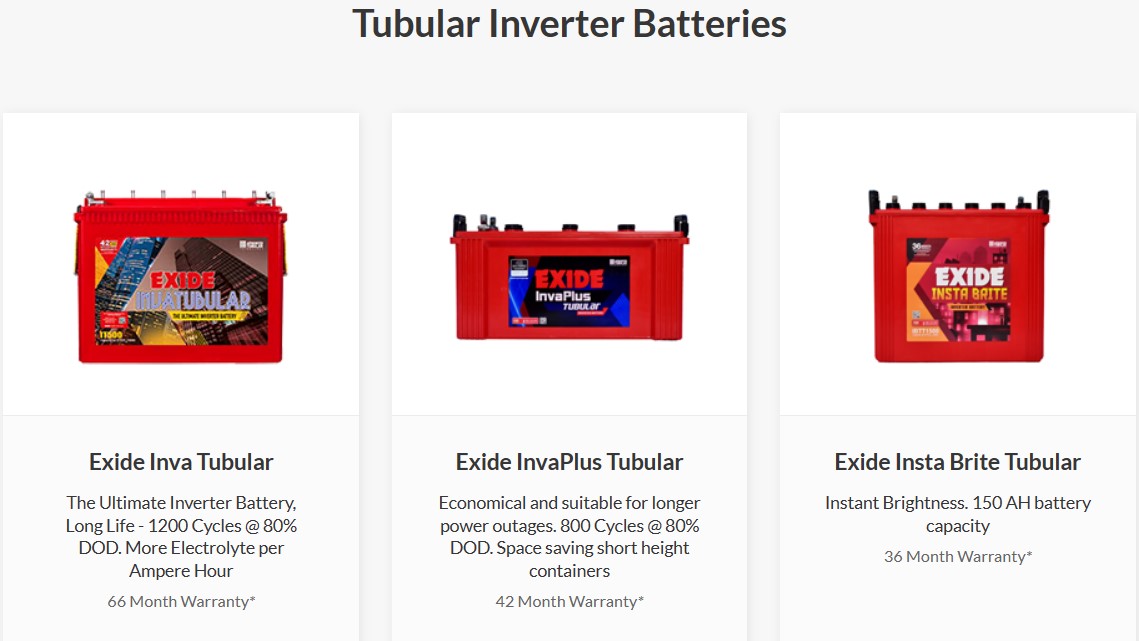 Tubular Inverter Batteries
42
EXIDE
INVATUBULAR
THE ULTIMATE INVERTER BATTERY
11500
EXIDE
InvaPlus
TUBULAR
36
EXIDE
INSTA BRITE
Exide Inva Tubular
The Ultimate Inverter Battery,
Long Life - 1200 Cycles @ 80%
DOD. More Electrolyte per
Ampere Hour
66 Month Warranty*
Exide InvaPlus Tubular
Economical and suitable for longer
power outages. 800 Cycles @ 80%
DOD. Space saving short height
containers
42 Month Warranty*
Exide Insta Brite Tubular
Instant Brightness. 150 AH battery
capacity
36 Month Warranty*